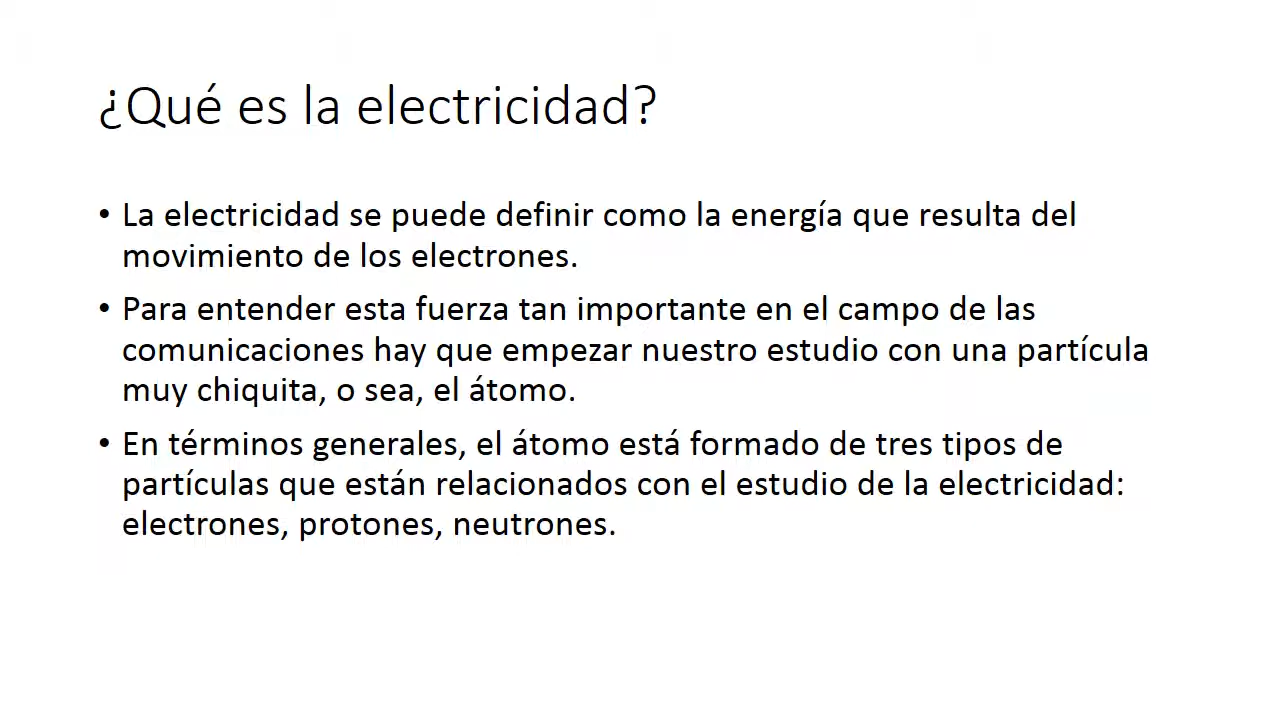 ¿Qué es la electricidad?
• La electricidad se puede definir como la energía que resulta del
movimiento de los electrones.
• Para entender esta fuerza tan importante en el campo de las
comunicaciones hay que empezar nuestro estudio con una partícula
muy chiquita, o sea, el átomo.
• En términos generales, el átomo está formado de tres tipos de
partículas que están relacionados con el estudio de la electricidad:
electrones, protones, neutrones.